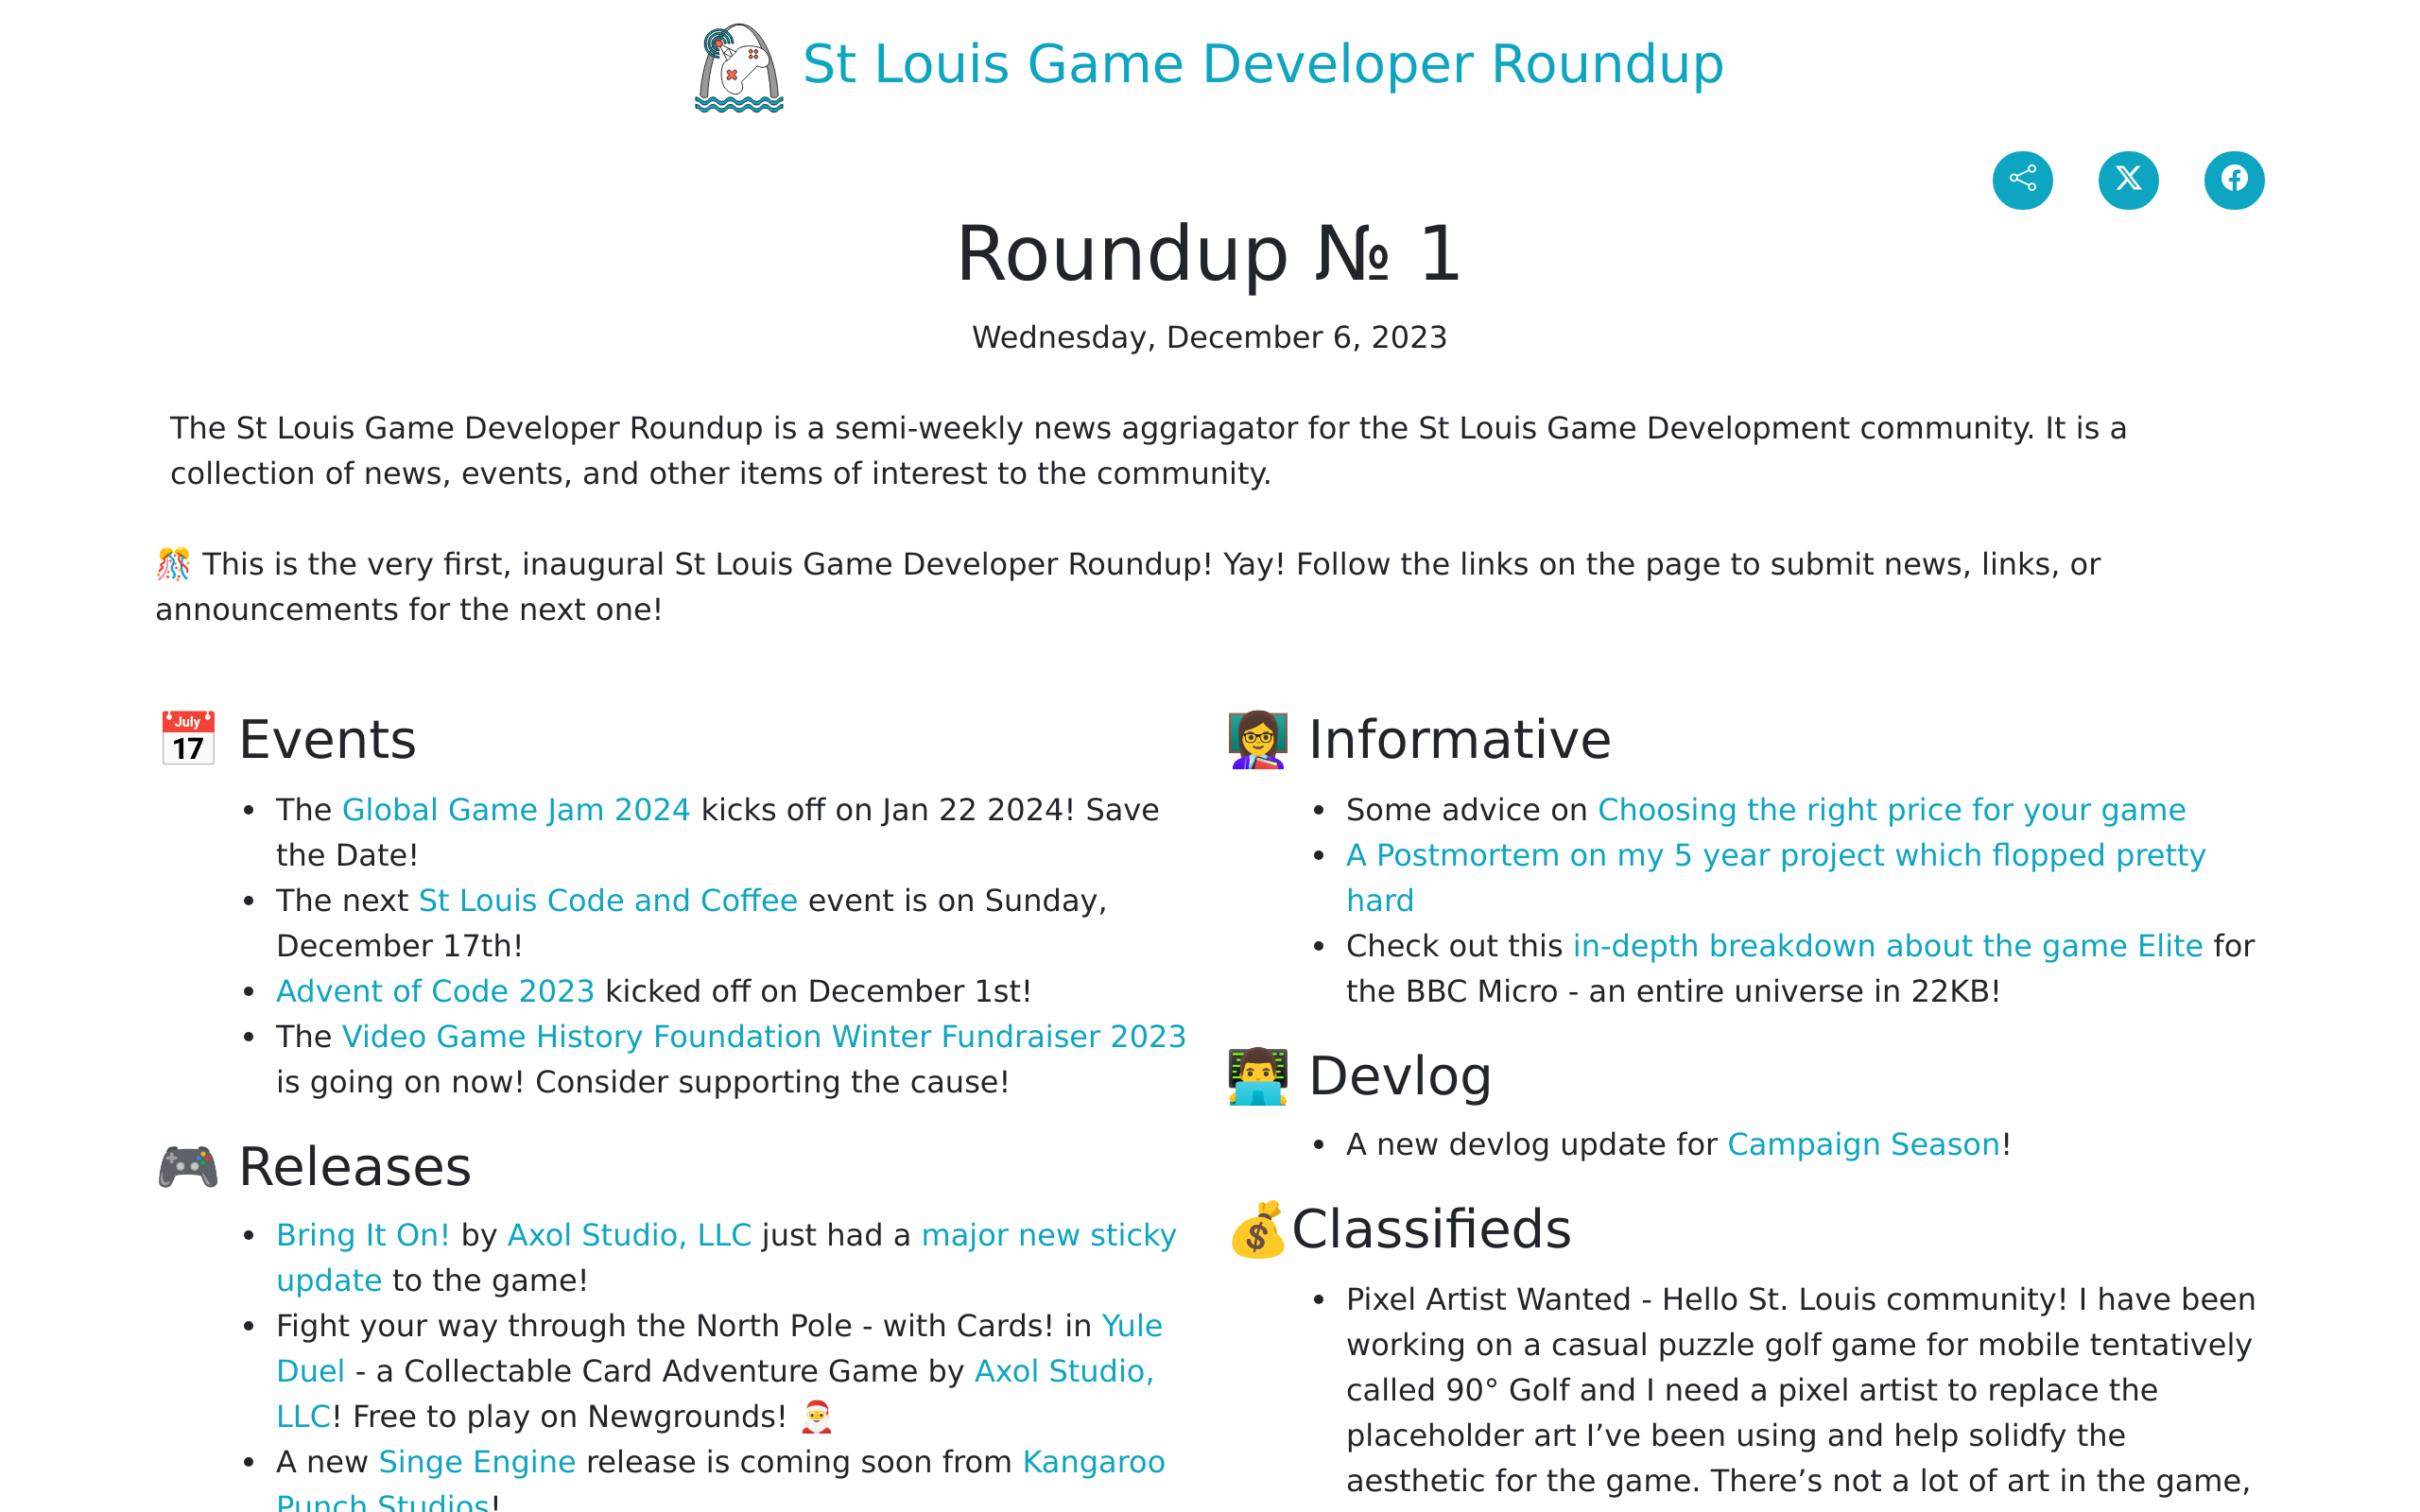 St Louis Game Developer Roundup
Roundup № 1
Wednesday, December 6, 2023
The St Louis Game Developer Roundup is a semi-weekly news aggriagator for the St Louis Game Development community. It is a
collection of news, events, and other items of interest to the community.
🎊 This is the very first, inaugural St Louis Game Developer Roundup! Yay! Follow the links on the page to submit news, links, or
announcements for the next one!
📅 Events
• The Global Game Jam 2024 kicks off on Jan 22 2024! Save
the Date!
• The next St Louis Code and Coffee event is on Sunday,
December 17th!
• Advent of Code 2023 kicked off on December 1st!
• The Video Game History Foundation Winter Fundraiser 2023
is going on now! Consider supporting the cause!
🎮 Releases
• Bring It On! by Axol Studio, LLC just had a major new sticky
update to the game!
• Fight your way through the North Pole - with Cards! in Yule
Duel - a Collectable Card Adventure Game by Axol Studio,
LLC! Free to play on Newgrounds! 🎅
• A new Singe Engine release is coming soon from Kangaroo
Punch Studios!
👩‍🏫 Informative
• Some advice on Choosing the right price for your game
• A Postmortem on my 5 year project which flopped pretty
hard
• Check out this in-depth breakdown about the game Elite for
the BBC Micro - an entire universe in 22KB!
👨‍💻 Devlog
• A new devlog update for Campaign Season!
💰Classifieds
• Pixel Artist Wanted - Hello St. Louis community! I have been
working on a casual puzzle golf game for mobile tentatively
called 90° Golf and I need a pixel artist to replace the
placeholder art I’ve been using and help solidfy the
aesthetic for the game. There’s not a lot of art in the game,